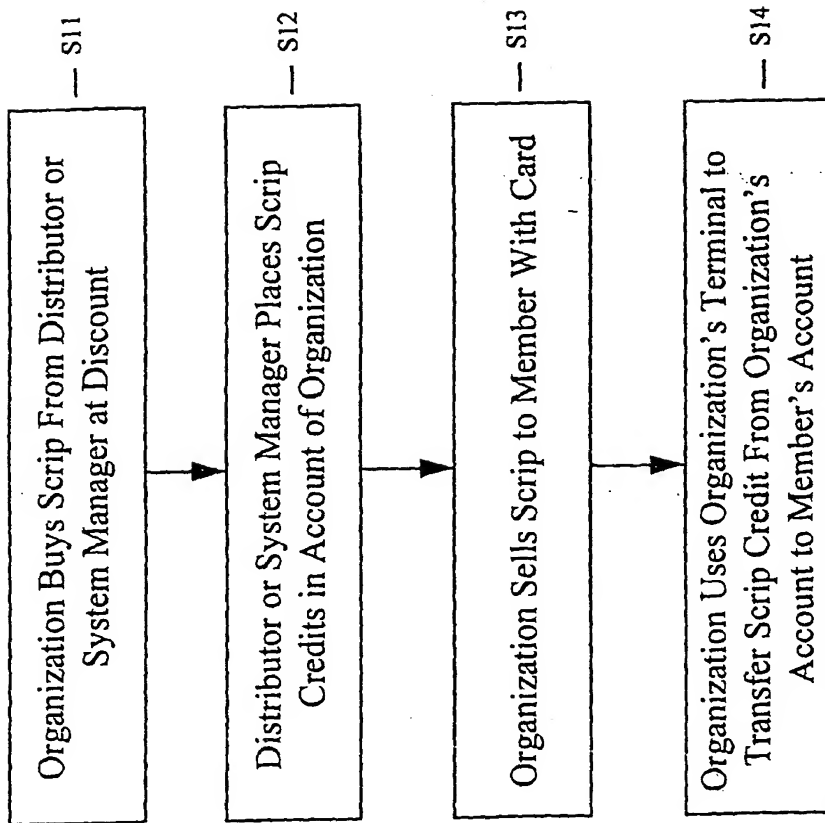 Organization Buys Scrip From Distributor or
System Manager at Discount
— S11
Distributor or System Manager Places Scrip
Credits in Account of Organization
— S12
Organization Sells Scrip to Member With Card
— S13
Organization Uses Organization's Terminal to
Transfer Scrip Credit From Organization's
Account to Member's Account
— S14